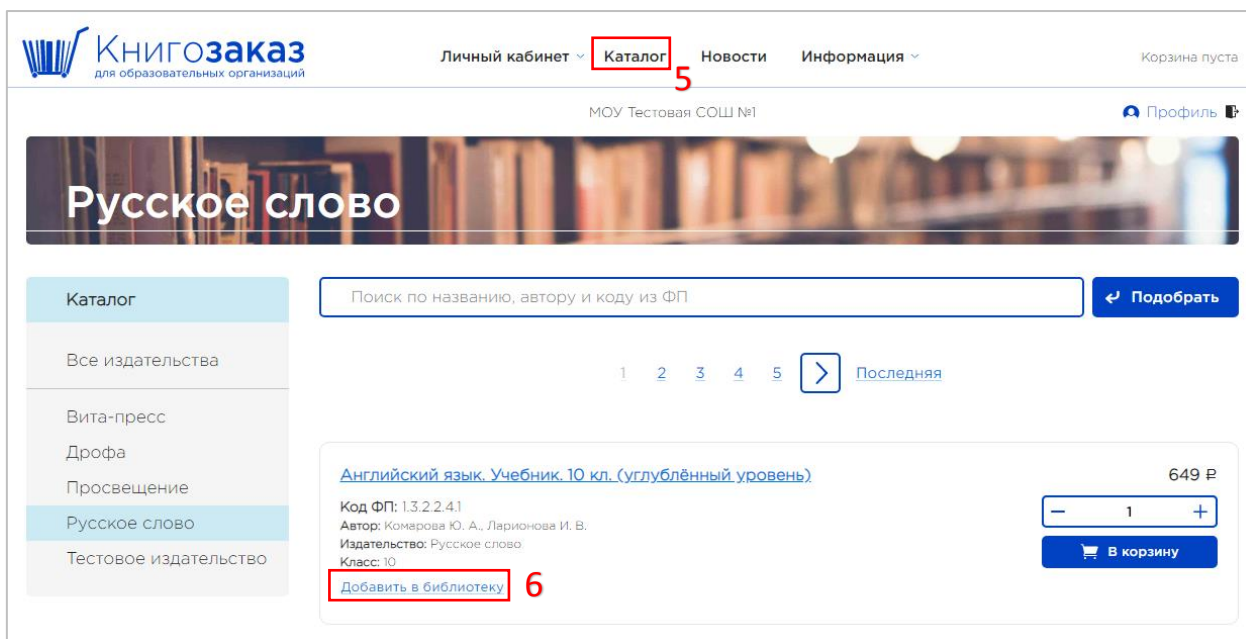 Книгозаказ
для образовательных организаций
Личный кабинет Каталог Новости Информация Корзина пуста
5
МОУ Тестовая СОШ №1 Профиль
Русское слово
Каталог
Все издательства
Вита-пресс
Дрофа
Просвещение
Русское слово
Тестовое издательство
Поиск по названию, автору и коду из ФП Подобрать
1 2 3 4 5 > Последняя
Английский язык. Учебник. 10 кл. (углублённый уровень) 649 ₽
Код ФП: 1.3.2.2.4.1
Автор: Комарова Ю. А., Ларионова И. В.
Издательство: Русское слово
Класс: 10
Добавить в библиотеку 6
− 1 +
В корзину